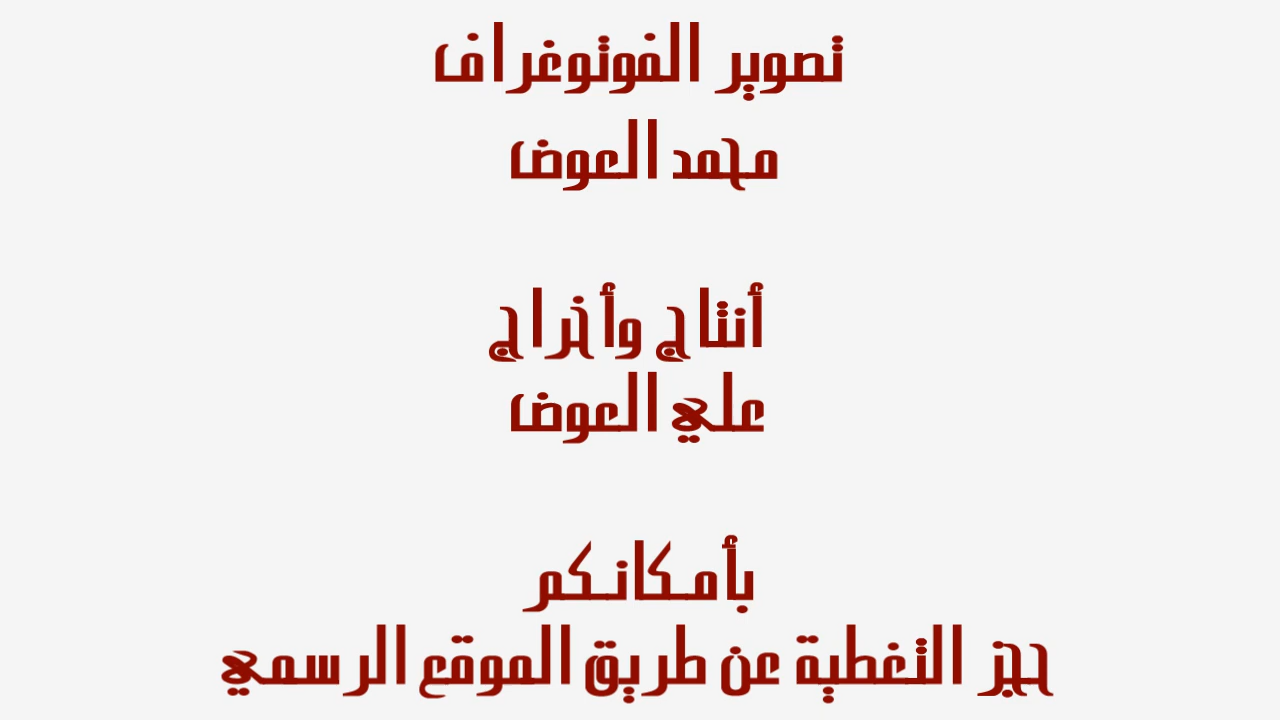 تصوير الفوتوغراف
محمد العوض
أنتاج وأخراج
علي العوض
بأمكانكم
حجز التغطية عن طريق الموقع الرسمي